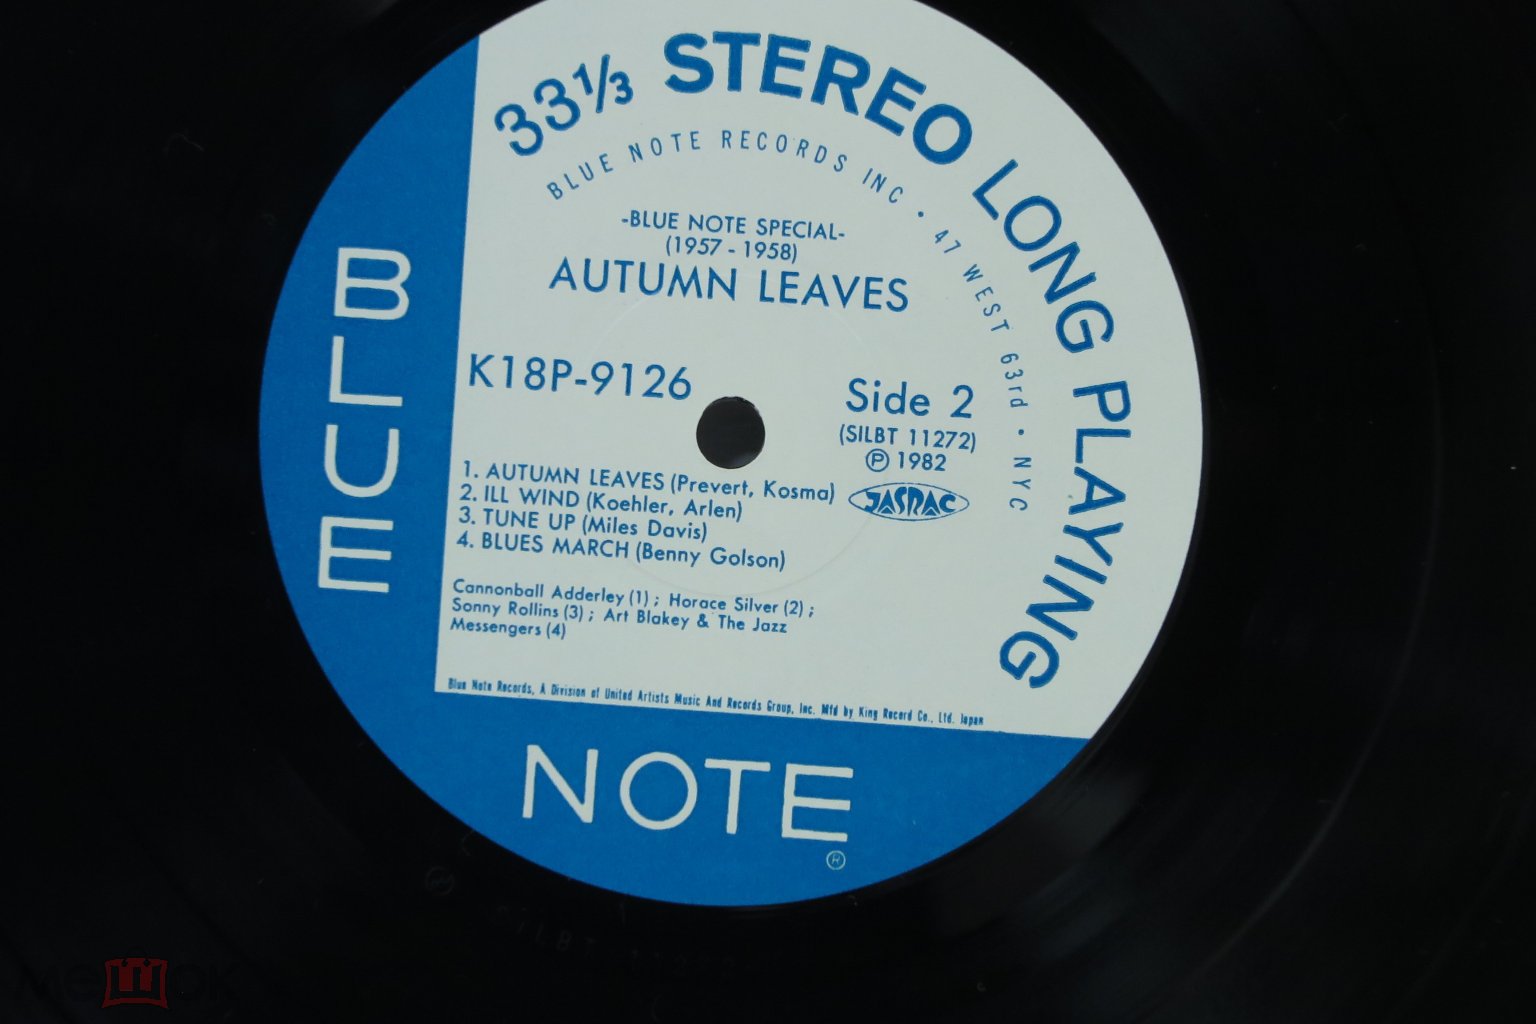 33⅓ STEREO LONG PLAYING
BLUE NOTE RECORDS INC • 47 WEST 63rd • NYC
-BLUE NOTE SPECIAL-
(1957 - 1958)
AUTUMN LEAVES
K18P-9126
Side 2
(SILBT 11272)
Ⓟ 1982
JASRAC
1. AUTUMN LEAVES (Prevert, Kosma)
2. ILL WIND (Koehler, Arlen)
3. TUNE UP (Miles Davis)
4. BLUES MARCH (Benny Golson)
Cannonball Adderley (1) ; Horace Silver (2) ;
Sonny Rollins (3) ; Art Blakey & The Jazz
Messengers (4)
Blue Note Records, A Division of United Artists Music And Records Group, Inc. Mfd by King Record Co., Ltd. Japan
BLUE
NOTE
®
SILBT
мешок